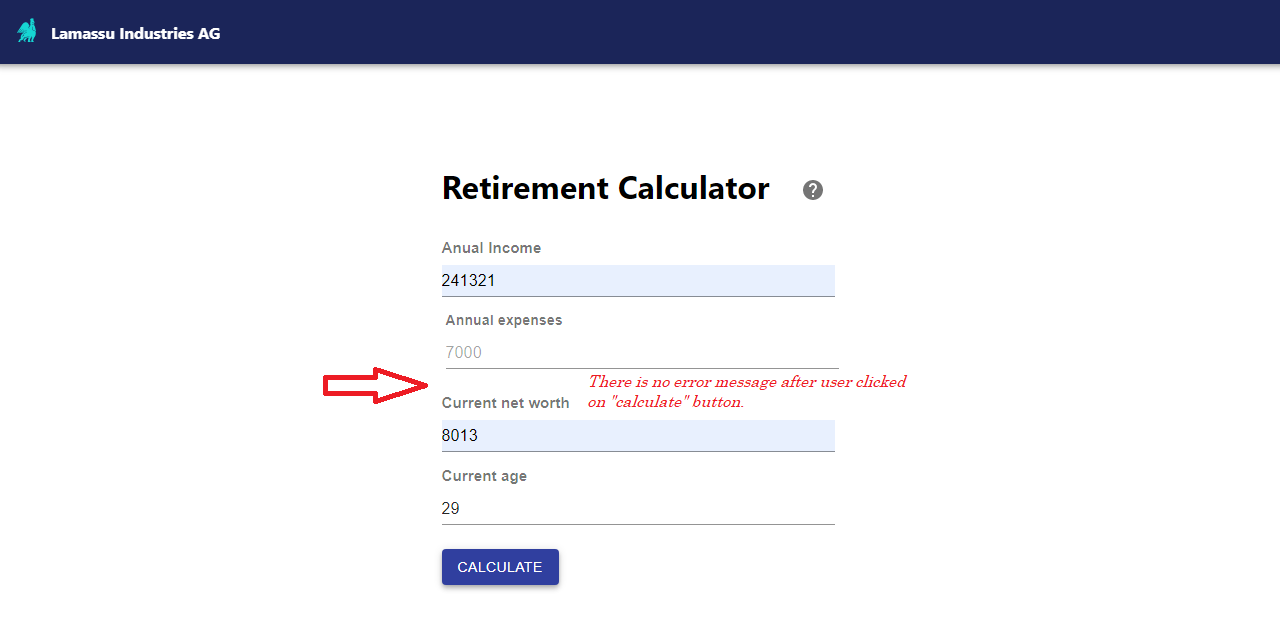 Lamassu Industries AG
Retirement Calculator
?
Anual Income
241321
Annual expenses
7000
There is no error message after user clicked
on "calculate" button.
Current net worth
8013
Current age
29
CALCULATE